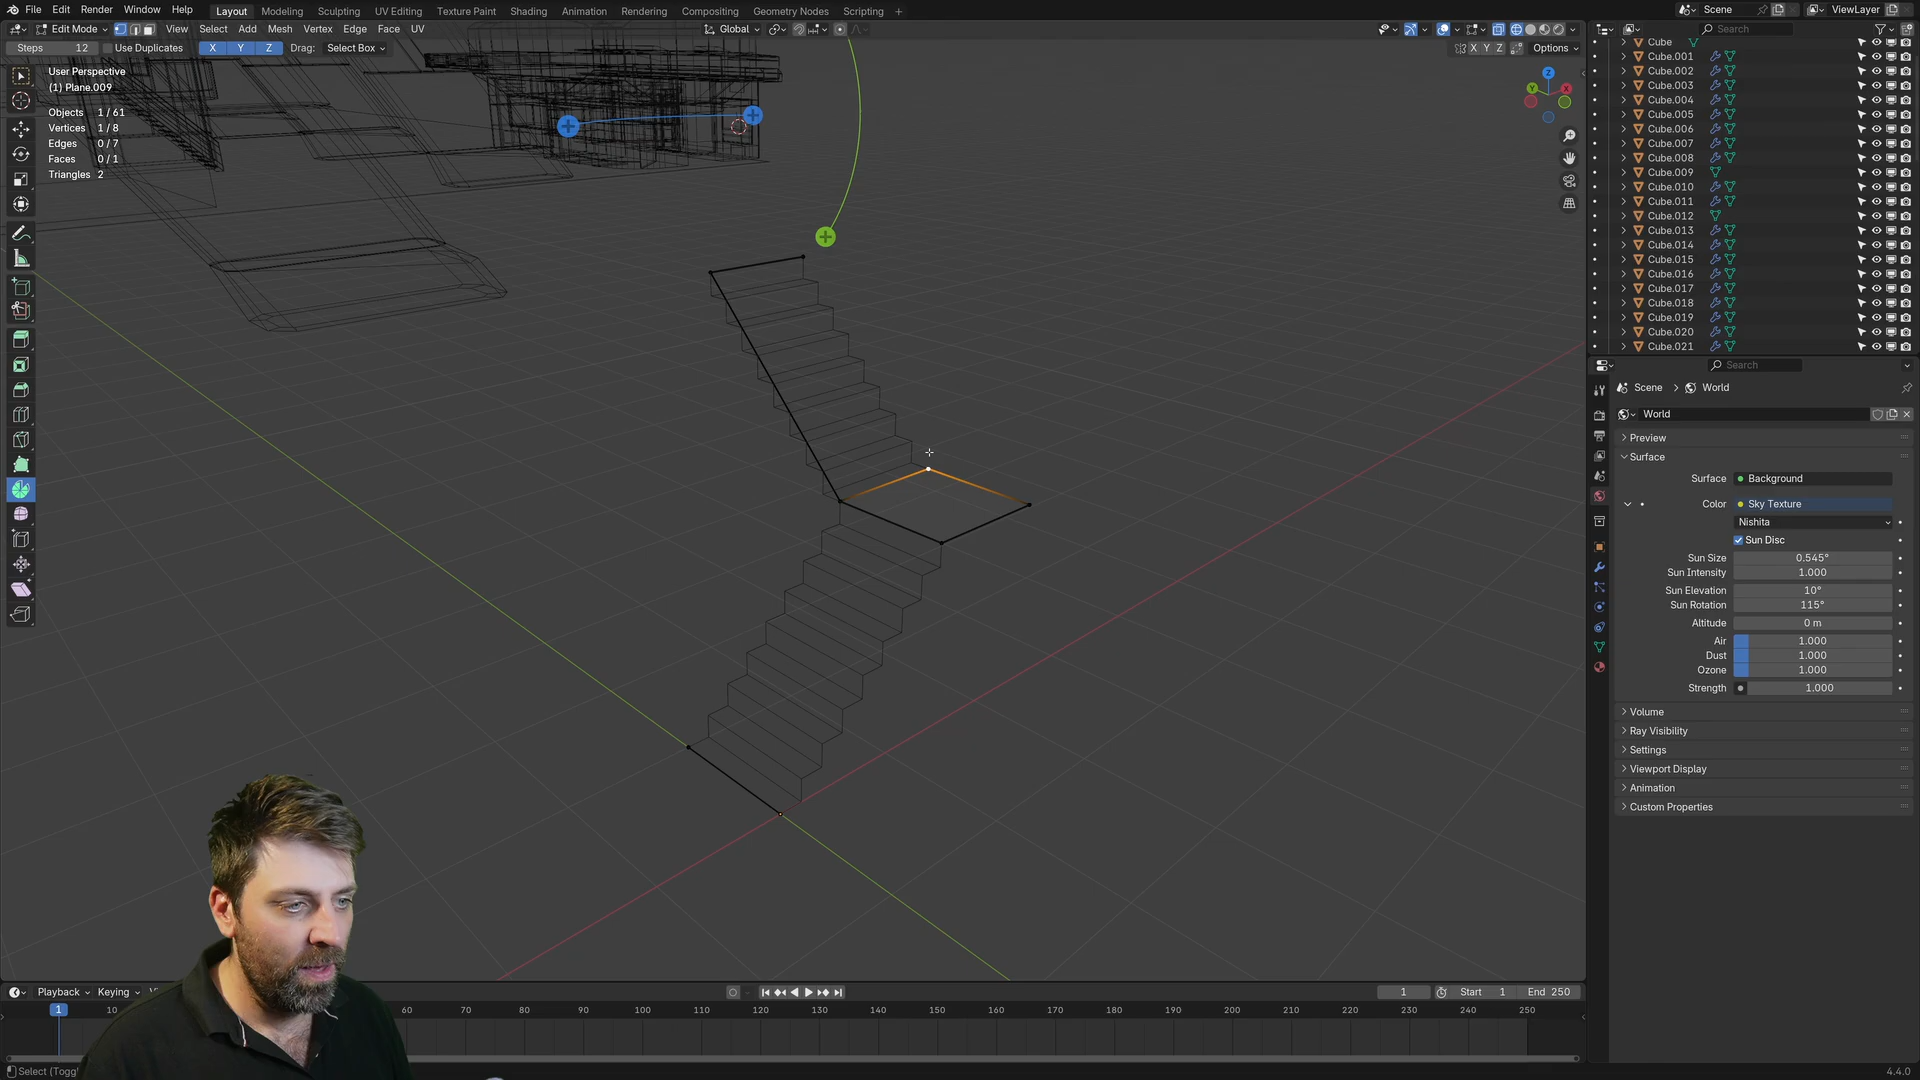 File Edit Render Window Help Layout Modeling Sculpting UV Editing Texture Paint Shading Animation Rendering Compositing Geometry Nodes Scripting + Scene ViewLayer
Edit Mode View Select Add Mesh Vertex Edge Face UV Global Search
Steps 12 Use Duplicates X Y Z Drag: Select Box X Y Z Options
User Perspective
(1) Plane.009
Objects 1 / 61
Vertices 1 / 8
Edges 0 / 7
Faces 0 / 1
Triangles 2
Z
Y
X
Cube
Cube.001
Cube.002
Cube.003
Cube.004
Cube.005
Cube.006
Cube.007
Cube.008
Cube.009
Cube.010
Cube.011
Cube.012
Cube.013
Cube.014
Cube.015
Cube.016
Cube.017
Cube.018
Cube.019
Cube.020
Cube.021
Search
Scene > World
World
Preview
Surface
Surface Background
Color Sky Texture
Nishita
Sun Disc
Sun Size 0.545°
Sun Intensity 1.000
Sun Elevation 10°
Sun Rotation 115°
Altitude 0 m
Air 1.000
Dust 1.000
Ozone 1.000
Strength 1.000
Volume
Ray Visibility
Settings
Viewport Display
Animation
Custom Properties
Playback Keying 1 Start 1 End 250
1 10 60 70 80 90 100 110 120 130 140 150 160 170 180 190 200 210 220 230 240 250
Select (Togg 4.4.0